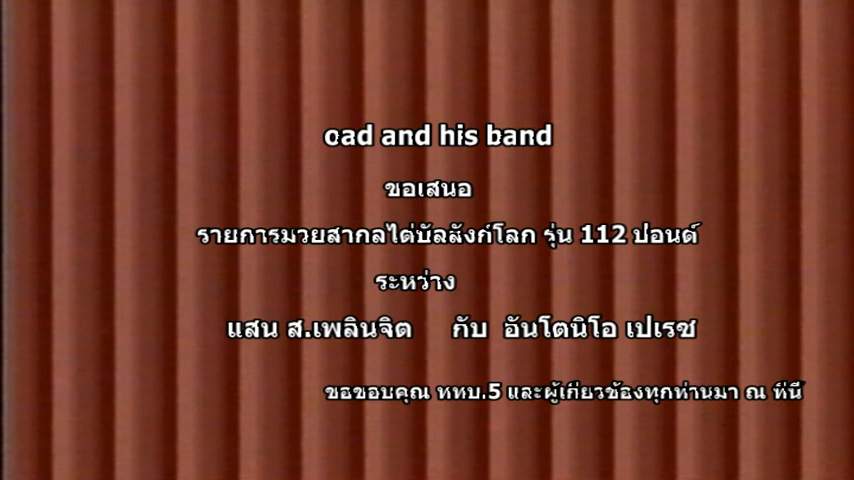 oad and his band
ขอเสนอ
รายการมวยสากลไต่บัลลังก์โลก รุ่น 112 ปอนด์
ระหว่าง
แสน ส.เพลินจิต กับ อันโตนิโอ เปเรซ
ขอขอบคุณ ททบ.5 และผู้เกี่ยวข้องทุกท่านมา ณ ที่นี้